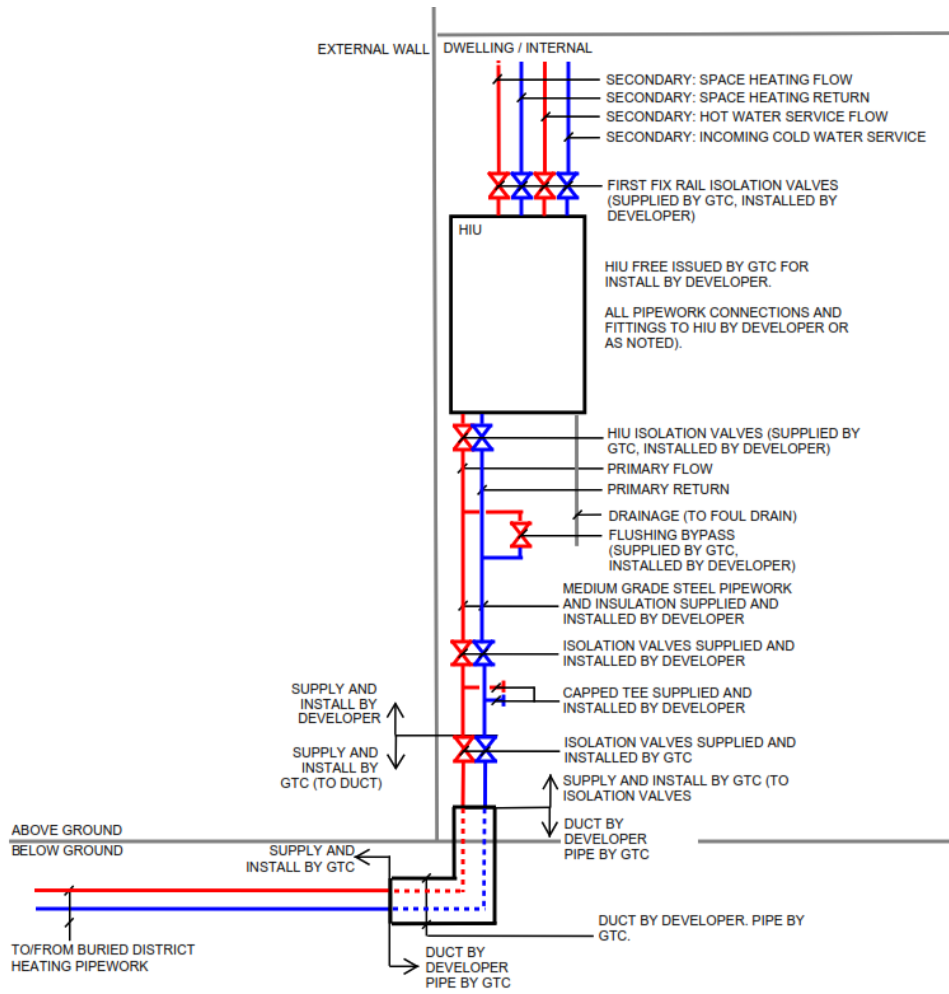 EXTERNAL WALL
DWELLING / INTERNAL
SECONDARY: SPACE HEATING FLOW
SECONDARY: SPACE HEATING RETURN
SECONDARY: HOT WATER SERVICE FLOW
SECONDARY: INCOMING COLD WATER SERVICE
FIRST FIX RAIL ISOLATION VALVES
(SUPPLIED BY GTC, INSTALLED BY
DEVELOPER)
HIU
HIU FREE ISSUED BY GTC FOR
INSTALL BY DEVELOPER.
ALL PIPEWORK CONNECTIONS AND
FITTINGS TO HIU BY DEVELOPER OR
AS NOTED).
HIU ISOLATION VALVES (SUPPLIED BY
GTC, INSTALLED BY DEVELOPER)
PRIMARY FLOW
PRIMARY RETURN
DRAINAGE (TO FOUL DRAIN)
FLUSHING BYPASS
(SUPPLIED BY GTC,
INSTALLED BY DEVELOPER)
MEDIUM GRADE STEEL PIPEWORK
AND INSULATION SUPPLIED AND
INSTALLED BY DEVELOPER
ISOLATION VALVES SUPPLIED AND
INSTALLED BY DEVELOPER
SUPPLY AND
INSTALL BY
DEVELOPER
CAPPED TEE SUPPLIED AND
INSTALLED BY DEVELOPER
SUPPLY AND
INSTALL BY
GTC (TO DUCT)
ISOLATION VALVES SUPPLIED AND
INSTALLED BY GTC
SUPPLY AND INSTALL BY GTC (TO
ISOLATION VALVES
DUCT BY
DEVELOPER
PIPE BY GTC
ABOVE GROUND
BELOW GROUND
SUPPLY AND
INSTALL BY GTC
DUCT BY DEVELOPER. PIPE BY
GTC.
TO/FROM BURIED DISTRICT
HEATING PIPEWORK
DUCT BY
DEVELOPER
PIPE BY GTC